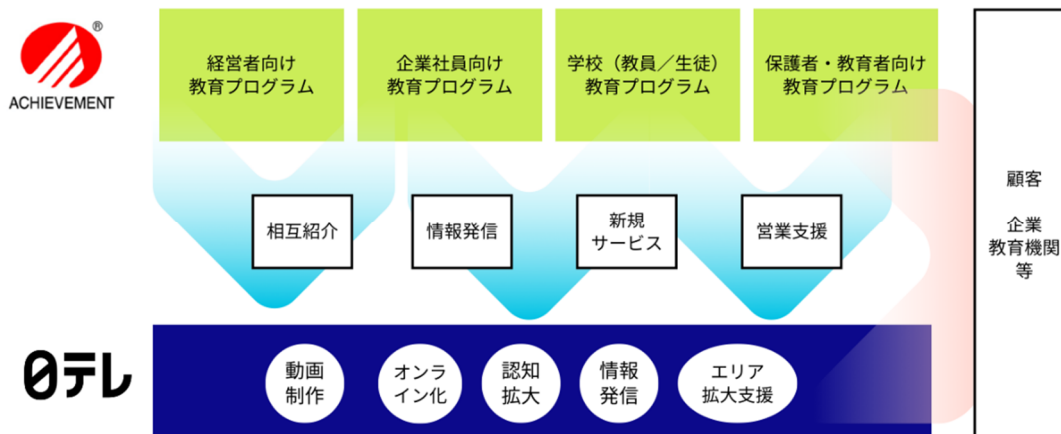 ®
ACHIEVEMENT
経営者向け
教育プログラム
企業社員向け
教育プログラム
学校（教員／生徒）
教育プログラム
保護者・教育者向け
教育プログラム
相互紹介
情報発信
新規
サービス
営業支援
顧客
企業
教育機関
等
日テレ
動画
制作
オンラ
イン化
認知
拡大
情報
発信
エリア
拡大支援